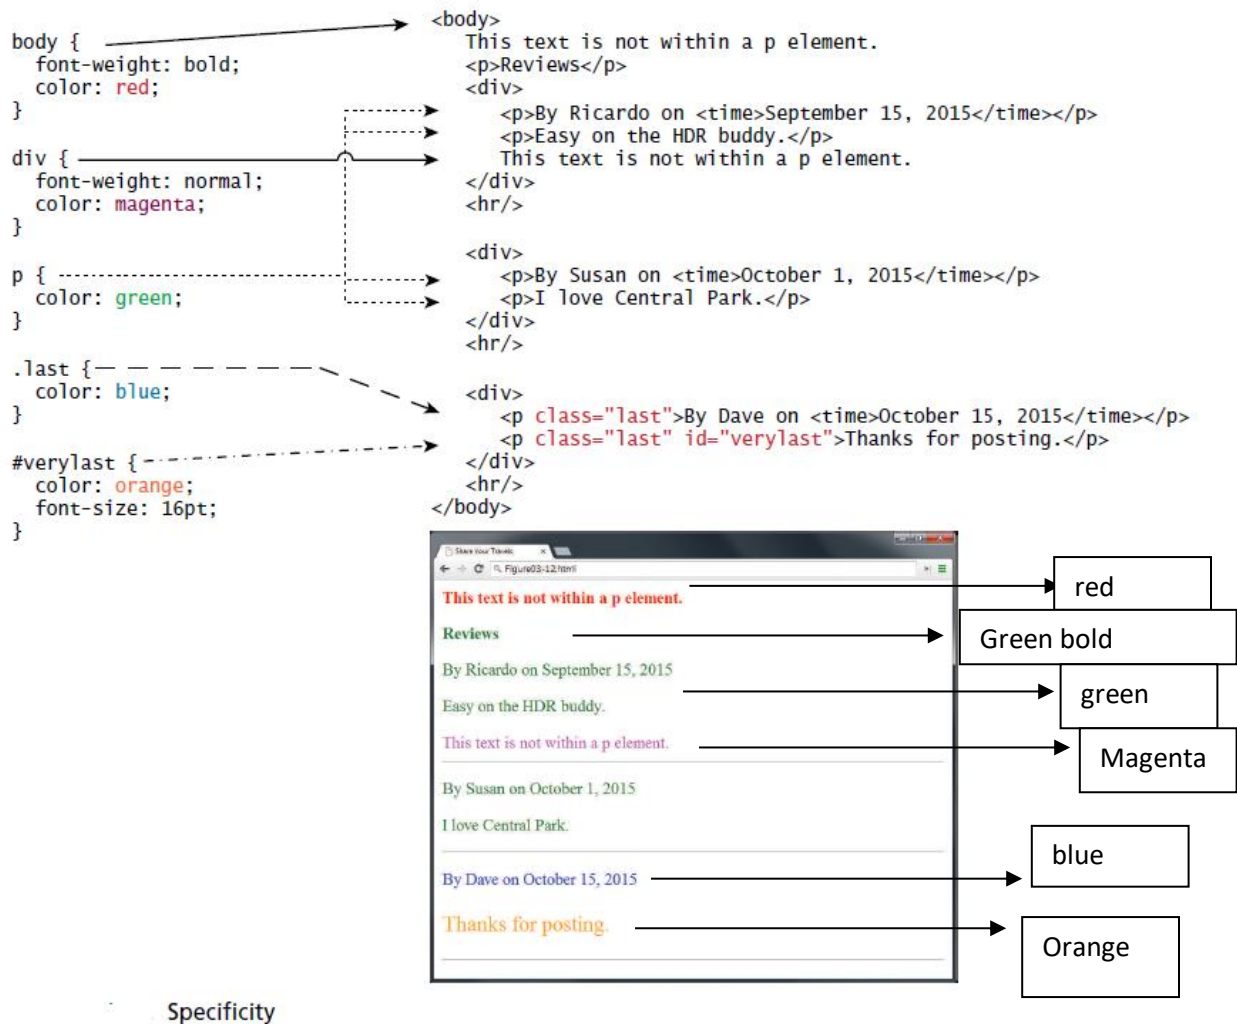 body {
  font-weight: bold;
  color: red;
}
div {
  font-weight: normal;
  color: magenta;
}
p {
  color: green;
}
.last {
  color: blue;
}
#verylast {
  color: orange;
  font-size: 16pt;
}
<body>
   This text is not within a p element.
   <p>Reviews</p>
   <div>
      <p>By Ricardo on <time>September 15, 2015</time></p>
      <p>Easy on the HDR buddy.</p>
      This text is not within a p element.
   </div>
   <hr/>
   <div>
      <p>By Susan on <time>October 1, 2015</time></p>
      <p>I love Central Park.</p>
   </div>
   <hr/>
   <div>
      <p class="last">By Dave on <time>October 15, 2015</time></p>
      <p class="last" id="verylast">Thanks for posting.</p>
   </div>
   <hr/>
</body>
Share Your Travels
Figure03-12.html
This text is not within a p element.
Reviews
By Ricardo on September 15, 2015
Easy on the HDR buddy.
This text is not within a p element.
By Susan on October 1, 2015
I love Central Park.
By Dave on October 15, 2015
Thanks for posting.
red
Green bold
green
Magenta
blue
Orange
Specificity